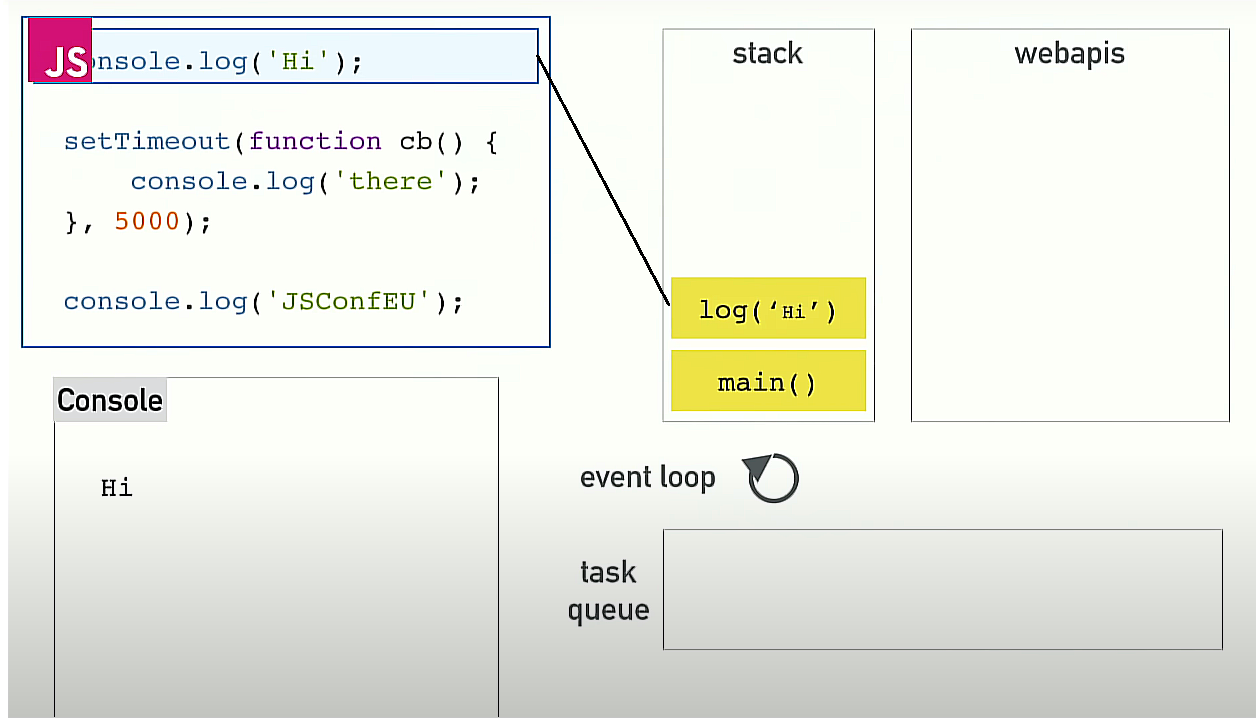 JS
console.log('Hi');
setTimeout(function cb() {
    console.log('there');
}, 5000);
console.log('JSConfEU');
Console
Hi
stack
log(‘Hi’)
main()
webapis
event loop
task
queue